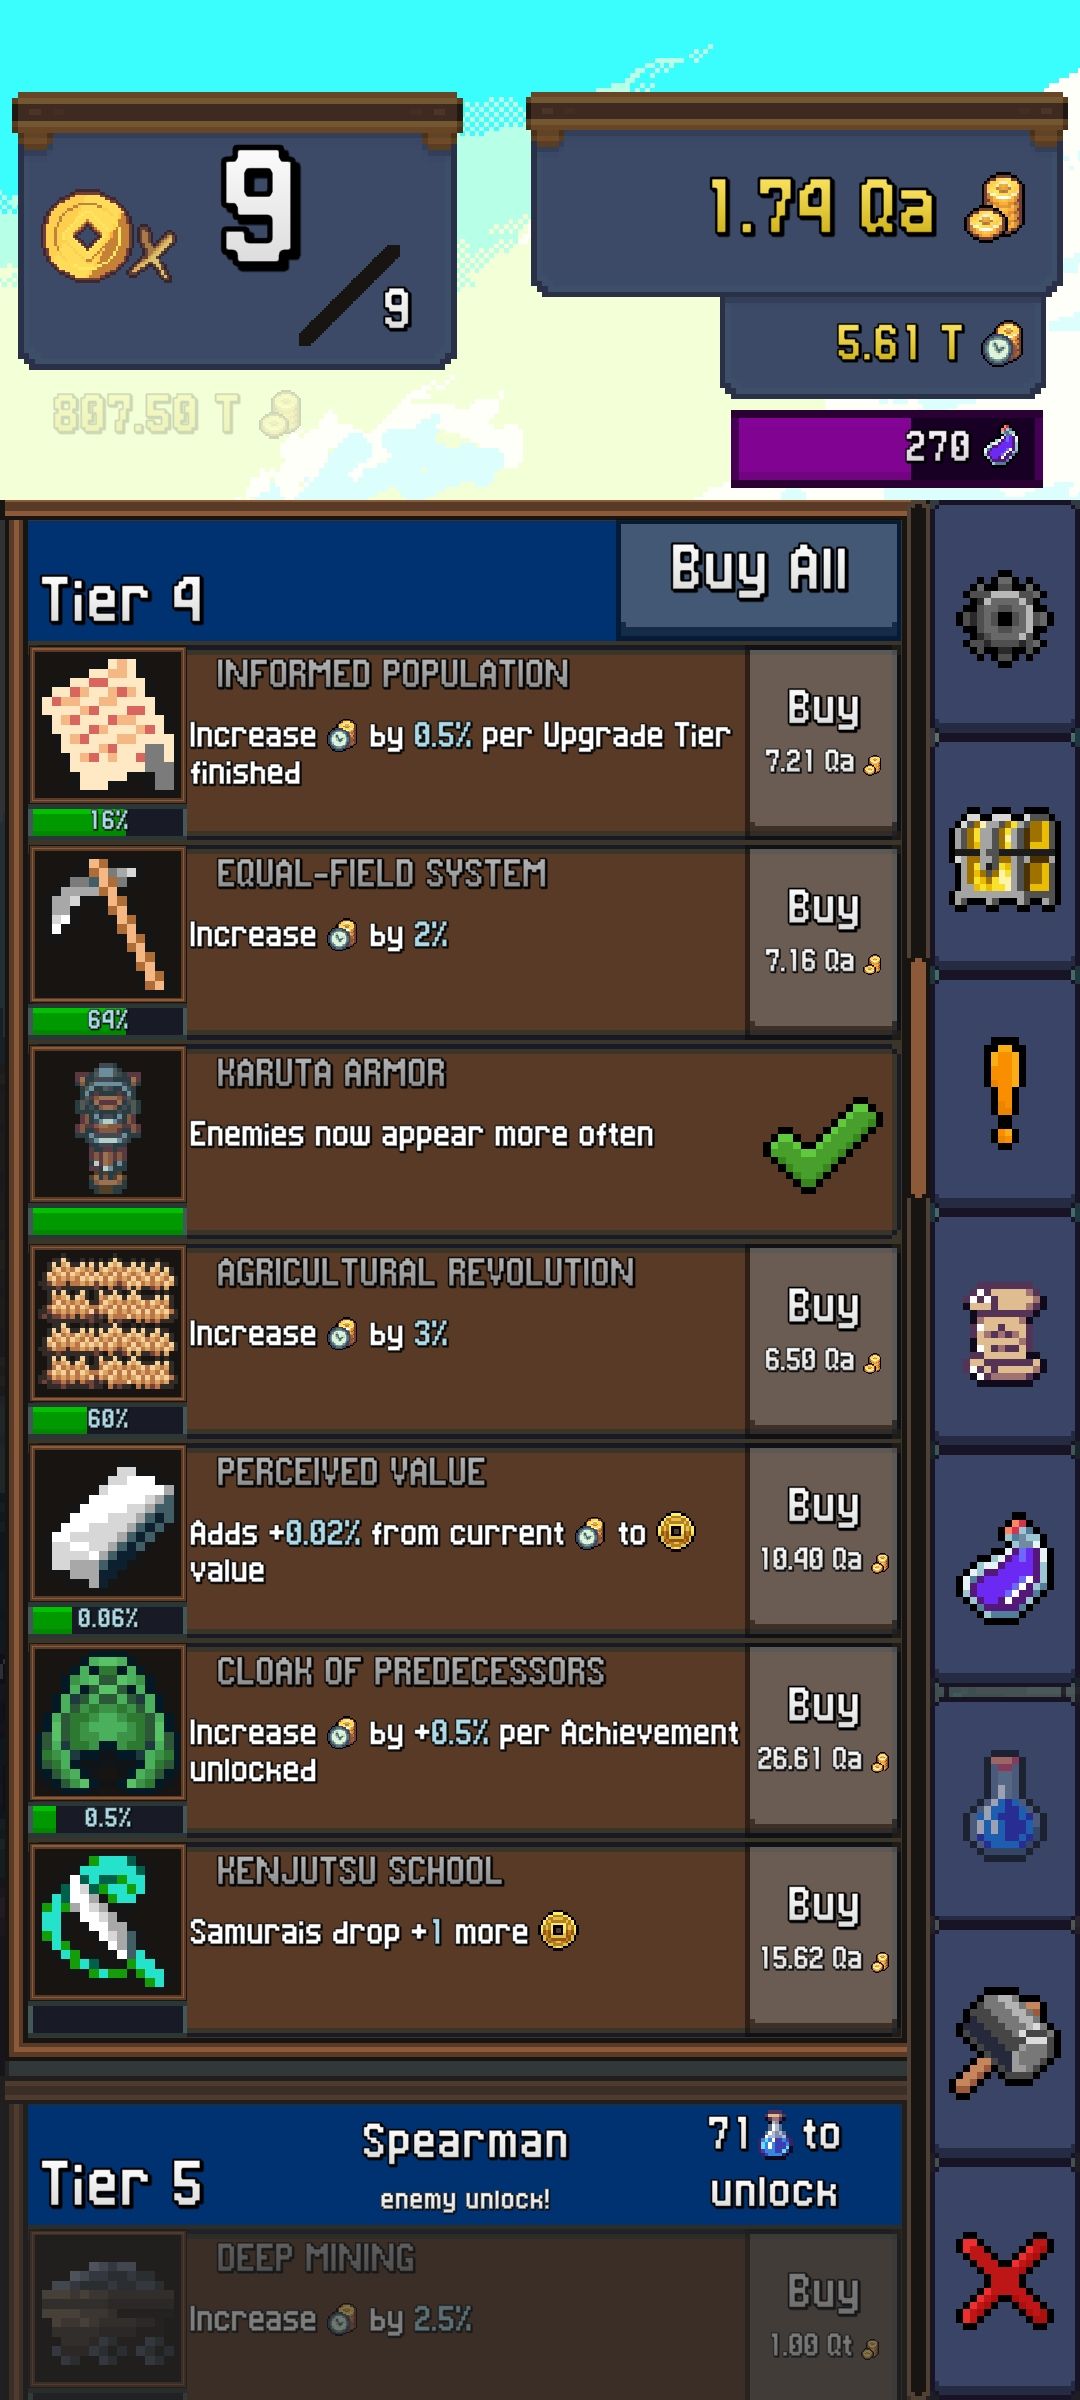 9
/ 9
1.74 Qa
5.61 T
807.50 T
270
Tier 4
Buy All
INFORMED POPULATION
Increase by 0.5% per Upgrade Tier
finished
Buy
7.21 Qa
16%
EQUAL-FIELD SYSTEM
Increase by 2%
Buy
7.16 Qa
64%
KARUTA ARMOR
Enemies now appear more often
AGRICULTURAL REVOLUTION
Increase by 3%
Buy
6.50 Qa
60%
PERCEIVED VALUE
Adds +0.02% from current to
value
Buy
10.40 Qa
0.06%
CLOAK OF PREDECESSORS
Increase by +0.5% per Achievement
unlocked
Buy
26.61 Qa
0.5%
KENJUTSU SCHOOL
Samurais drop +1 more
Buy
15.62 Qa
Tier 5
Spearman
enemy unlock!
71 to
unlock
DEEP MINING
Increase by 2.5%
Buy
1.00 Qt